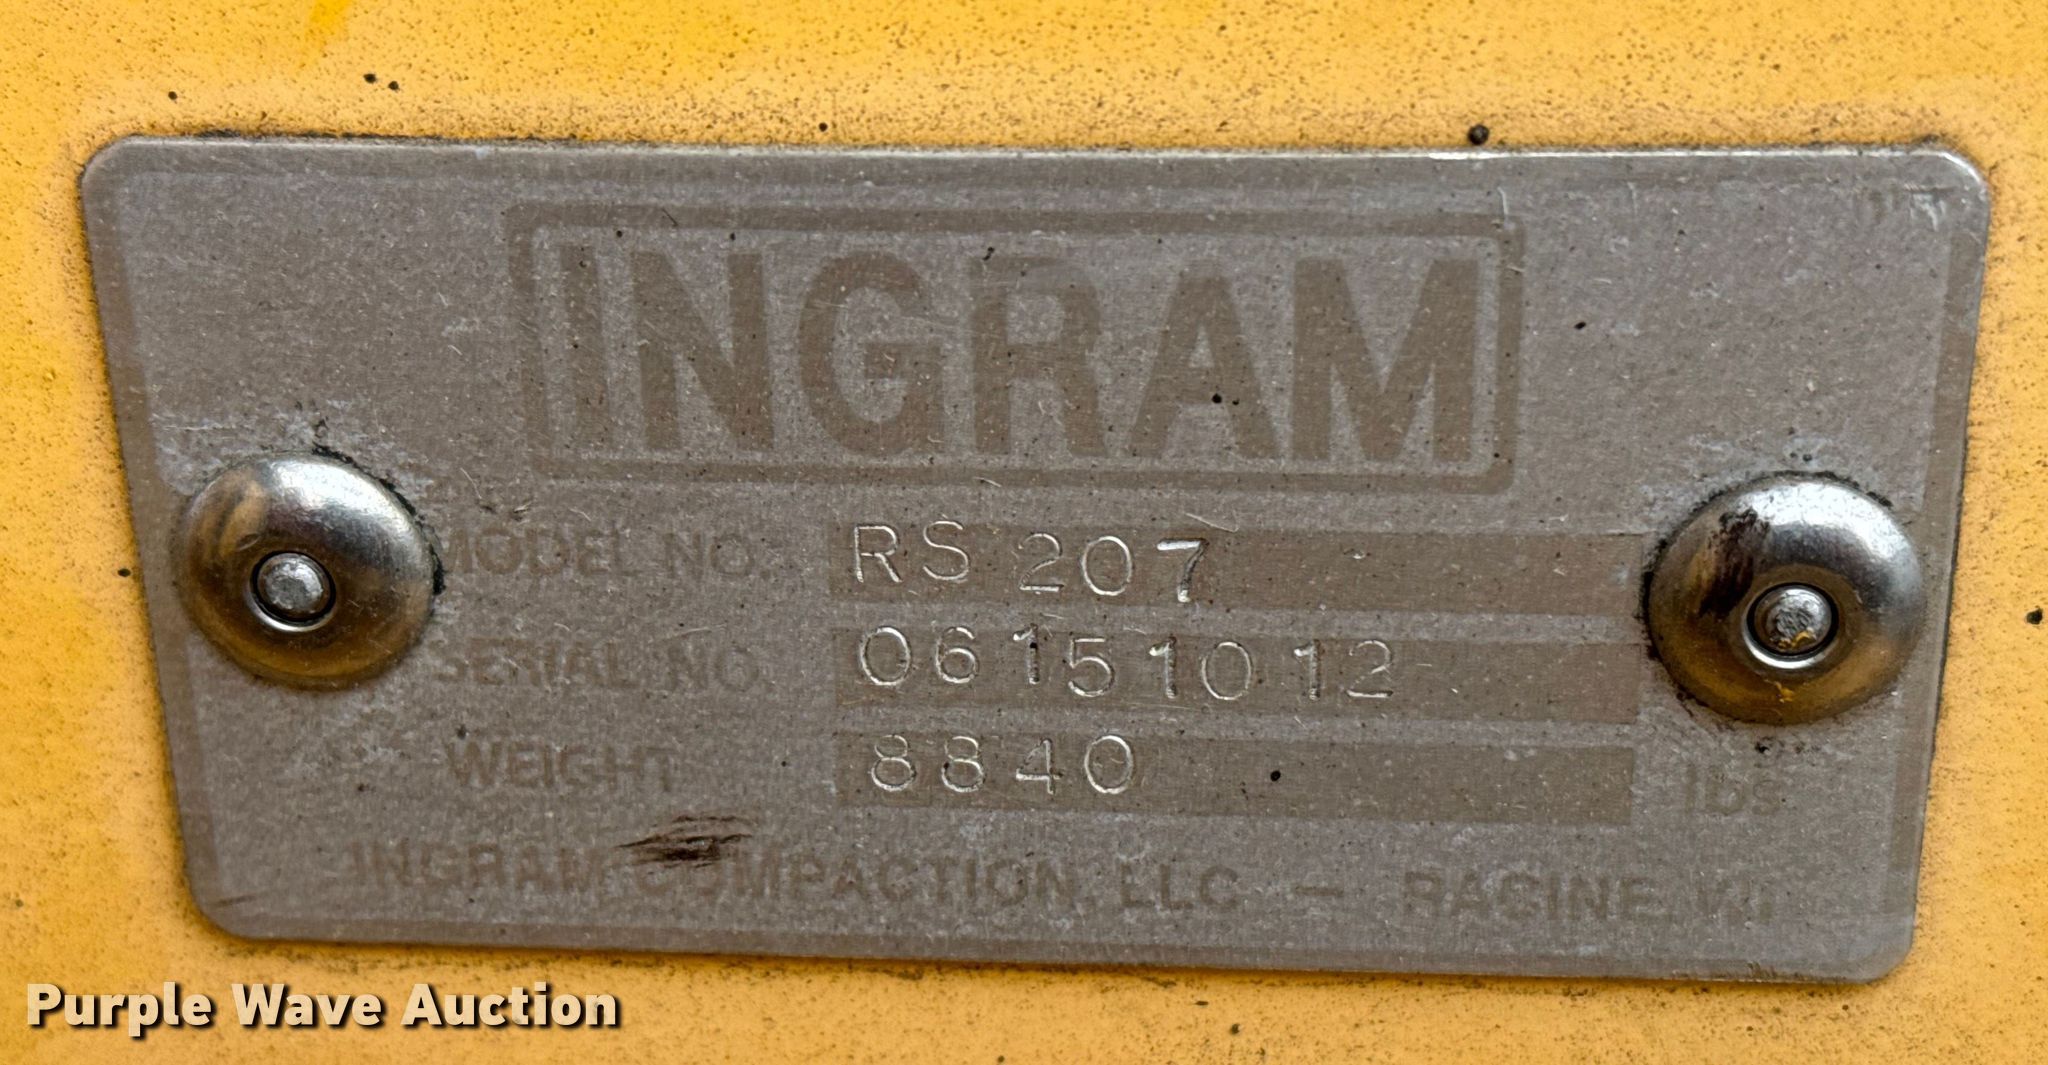 INGRAM
MODEL NO. RS 207
SERIAL NO. 06151012
WEIGHT 8840 lbs
INGRAM COMPACTION, LLC – RACINE, WI
Purple Wave Auction